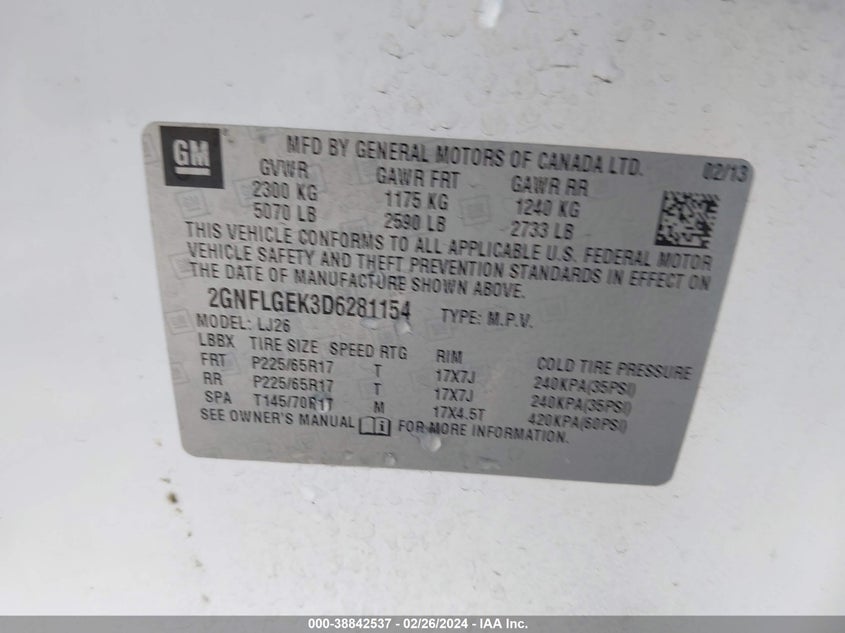 GM
MFD BY GENERAL MOTORS OF CANADA LTD. 02/13
GVWR GAWR FRT GAWR RR
2300 KG 1175 KG 1240 KG
5070 LB 2590 LB 2733 LB
THIS VEHICLE CONFORMS TO ALL APPLICABLE U.S. FEDERAL MOTOR
VEHICLE SAFETY AND THEFT PREVENTION STANDARDS IN EFFECT ON
THE DATE OF MANUFACTURE SHOWN ABOVE.
2GNFLGEK3D6281154 TYPE: M.P.V.
MODEL: LJ26
LBBX TIRE SIZE SPEED RTG RIM COLD TIRE PRESSURE
FRT P225/65R17 T 17X7J 240KPA(35PSI)
RR P225/65R17 T 17X7J 240KPA(35PSI)
SPA T145/70R17 M 17X4.5T 420KPA(60PSI)
SEE OWNER'S MANUAL FOR MORE INFORMATION.
000-38842537 - 02/26/2024 - IAA Inc.